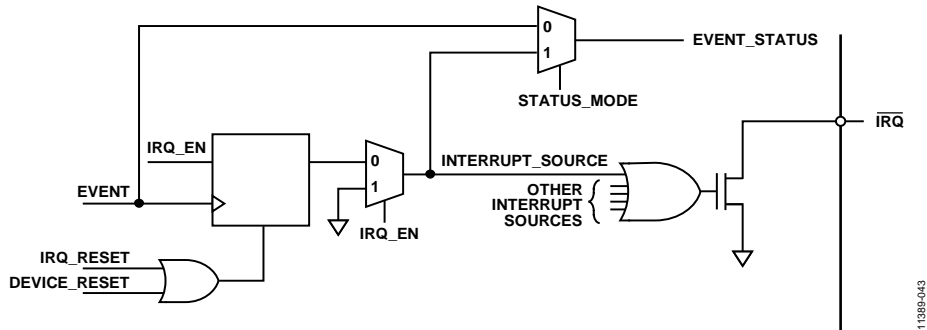 0
EVENT_STATUS
1
STATUS_MODE
IRQ
IRQ_EN
0
INTERRUPT_SOURCE
EVENT
1
OTHER
INTERRUPT
SOURCES
IRQ_EN
IRQ_RESET
DEVICE_RESET
11389-043